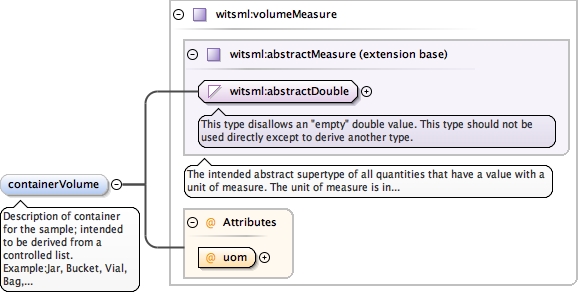 witsml:volumeMeasure
witsml:abstractMeasure (extension base)
witsml:abstractDouble
This type disallows an "empty" double value. This type should not be
used directly except to derive another type.
The intended abstract supertype of all quantities that have a value with a
unit of measure. The unit of measure is in...
containerVolume
Description of container
for the sample; intended
to be derived from a
controlled list.
Example:Jar, Bucket, Vial,
Bag,...
@ Attributes
@ uom